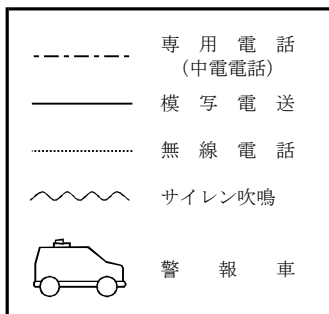 専用電話
(中電電話)
模写電送
無線電話
サイレン吹鳴
警報車